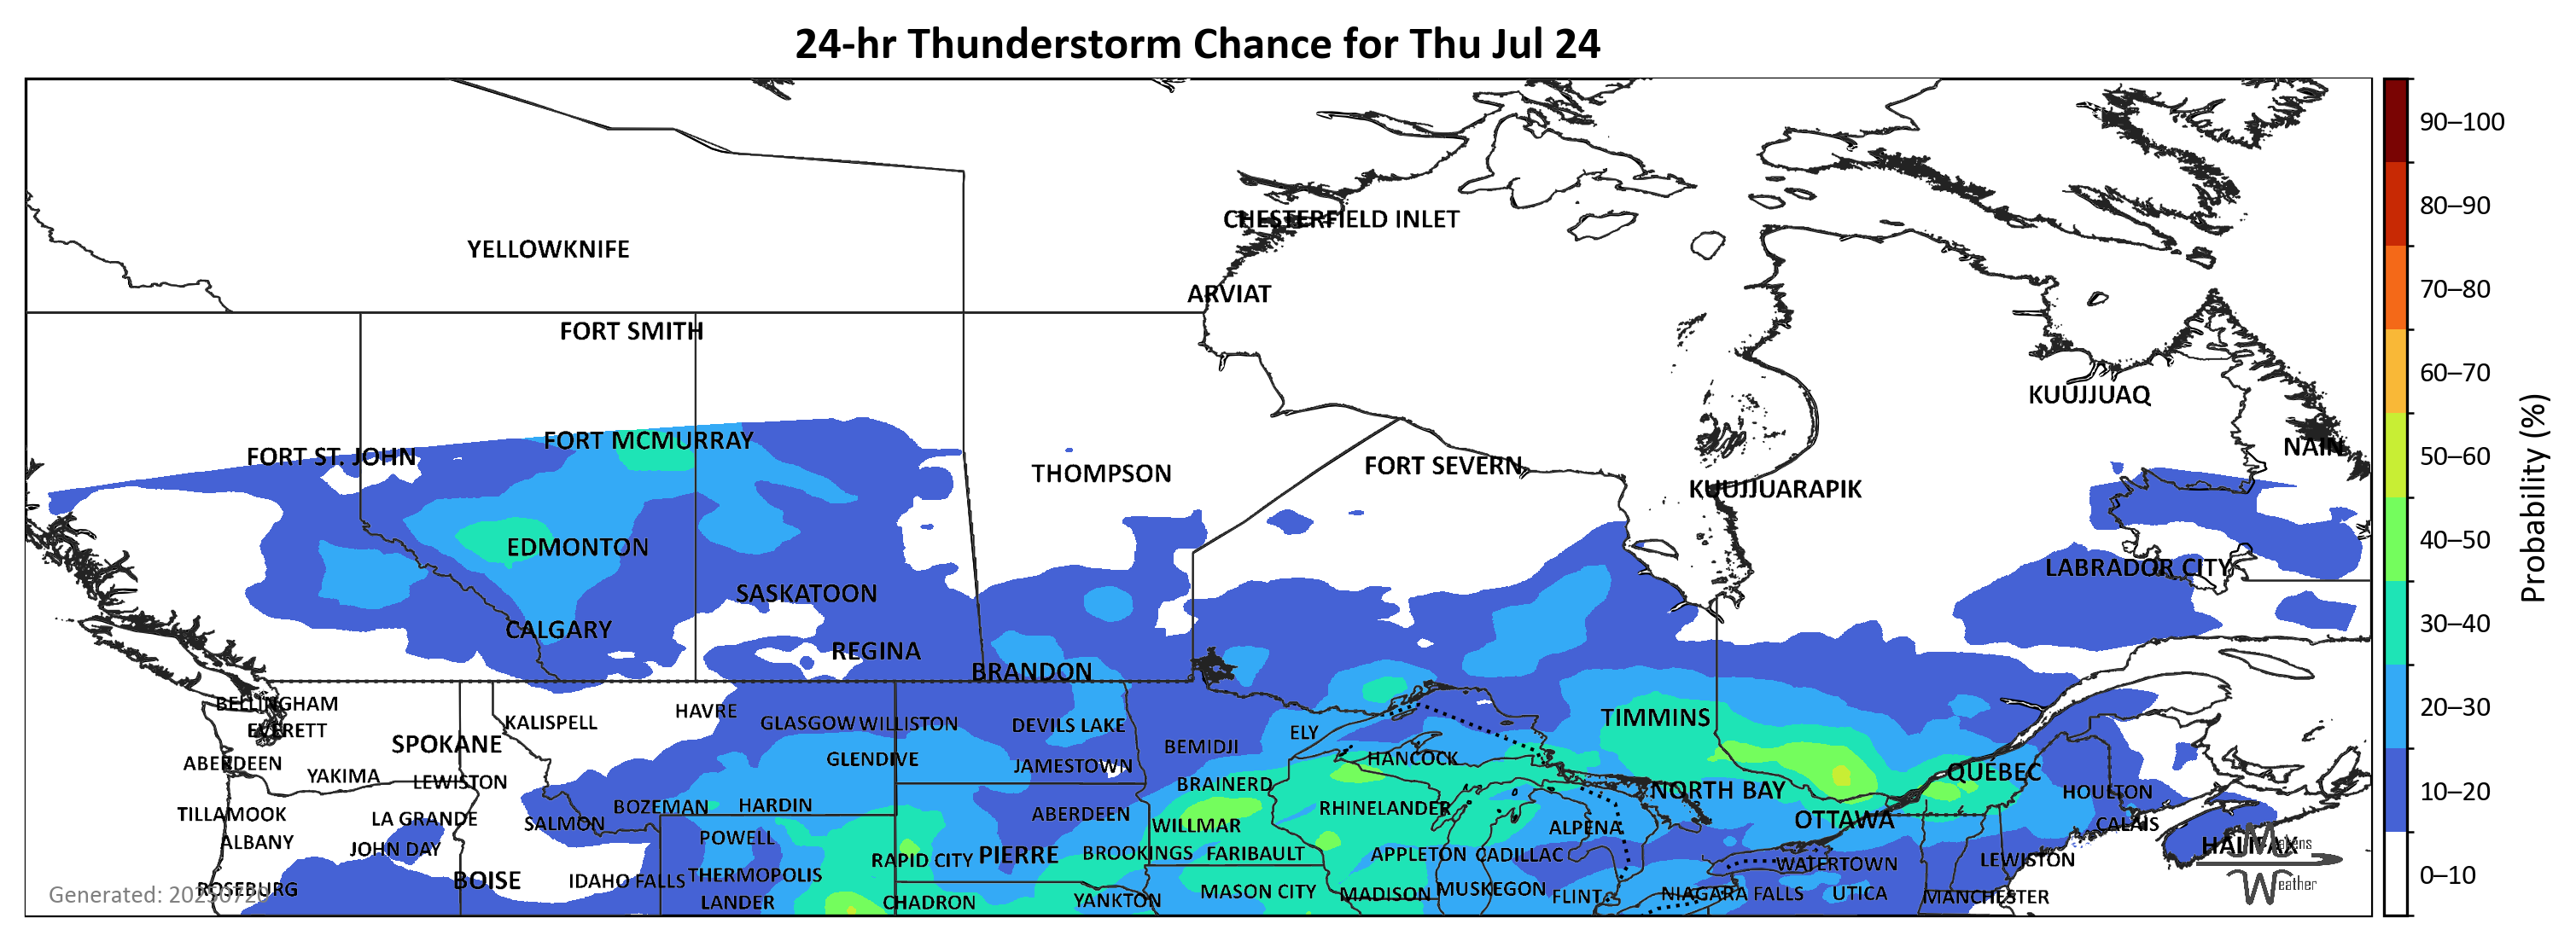 24-hr Thunderstorm Chance for Thu Jul 24
90–100
80–90
70–80
60–70
50–60
40–50
30–40
20–30
10–20
0–10
Probability (%)
CHESTERFIELD INLET
YELLOWKNIFE
ARVIAT
FORT SMITH
KUUJJUAQ
FORT MCMURRAY
NAIN
FORT ST. JOHN
FORT SEVERN
THOMPSON
KUUJJUARAPIK
EDMONTON
LABRADOR CITY
SASKATOON
CALGARY
REGINA
BRANDON
BELLINGHAM
HAVRE
TIMMINS
KALISPELL
GLASGOW WILLISTON
DEVILS LAKE
EVERETT
ELY
SPOKANE
BEMIDJI
GLENDIVE
HANCOCK
ABERDEEN
JAMESTOWN
QUEBEC
YAKIMA
LEWISTON
BRAINERD
NORTH BAY
HOULTON
BOZEMAN
HARDIN
RHINELANDER
TILLAMOOK
LA GRANDE
SALMON
ABERDEEN
WILLMAR
ALPENA
OTTAWA
CALAIS
ALBANY
POWELL
HALIFAX
JOHN DAY
RAPID CITY
PIERRE
BROOKINGS
FARIBAULT
APPLETON
CADILLAC
WATERTOWN
LEWISTON
BOISE
IDAHO FALLS
THERMOPOLIS
ROSEBURG
MASON CITY
MADISON
MUSKEGON
FLINT
NIAGARA FALLS
UTICA
MANCHESTER
LANDER
CHADRON
YANKTON
Generated: 20250720
Makens
Weather